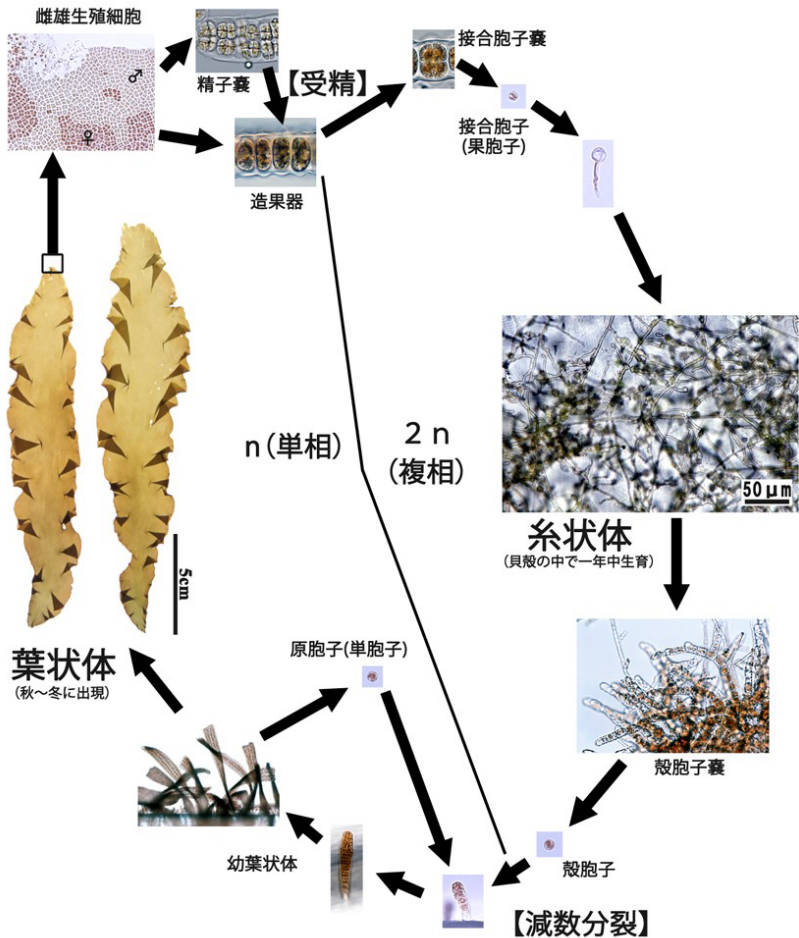 雌雄生殖細胞
♂
♀
精子嚢
【受精】
造果器
接合胞子嚢
接合胞子
(果胞子)
n(単相)
2n
(複相)
50μm
糸状体
(貝殻の中で一年中生育)
5cm
葉状体
(秋～冬に出現)
原胞子(単胞子)
殻胞子嚢
幼葉状体
殻胞子
【減数分裂】